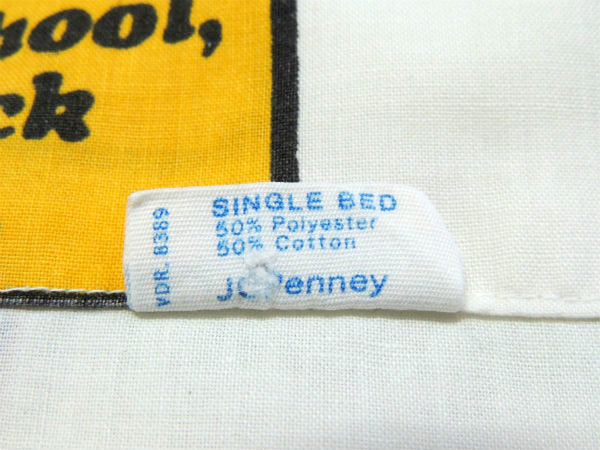 hool,
ck
VDR. 8389
SINGLE BED
50% Polyester
50% Cotton
JCPenney